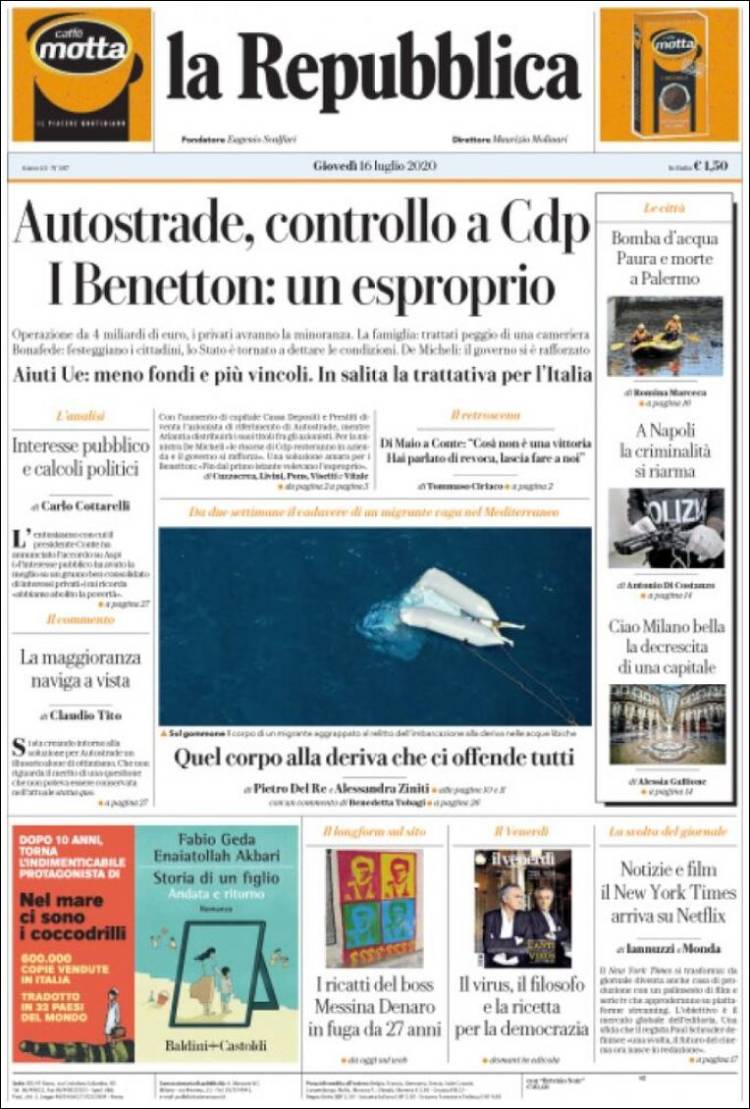 caffè
motta
IL PIACERE QUOTIDIANO
la Repubblica
caffè
motta
Fondatore Eugenio Scalfari
Direttore Maurizio Molinari
Giovedì 16 luglio 2020
In Italia € 1,50
Autostrade, controllo a Cdp
I Benetton: un esproprio
Operazione da 4 miliardi di euro, i privati avranno la minoranza. La famiglia: trattati peggio di una cameriera
Bonafede: festeggiano i cittadini, lo Stato è tornato a dettare le condizioni. De Micheli: il governo si è rafforzato
Aiuti Ue: meno fondi e più vincoli. In salita la trattativa per l'Italia
L'analisi
Interesse pubblico
e calcoli politici
di Carlo Cottarelli
L'entusiasmo con cui il
presidente Conte ha
annunciato l'accordo su Aspi
(«l'interesse pubblico ha avuto la
meglio su un grumo ben consolidato
di interessi privati») mi ricorda
«abbiamo abolito la povertà».
a pagina 27
Il commento
La maggioranza
naviga a vista
di Claudio Tito
Si sta creando intorno alla
soluzione per Autostrade un
illusorio alone di ottimismo. Che non
riguarda il merito di una questione
che non poteva essere conservata
nell'attuale status quo.
a pagina 27
Con l'aumento di capitale Cassa Depositi e Prestiti di-
venta l'azionista di riferimento di Autostrade, mentre
Atlantia distribuirà i suoi titoli fra gli azionisti. Per la mi-
nistra De Micheli «le risorse di Cdp resteranno in azien-
da e il governo si rafforza». Una soluzione amara per i
Benetton: «Fin dal primo istante volevano l'esproprio».
di Cuzzocrea, Livini, Pons, Visetti e Vitale
da pagina 2 a pagina 5
Il retroscena
Di Maio a Conte: "Così non è una vittoria
Hai parlato di revoca, lascia fare a noi"
di Tommaso Ciriaco a pagina 2
Da due settimane il cadavere di un migrante vaga nel Mediterraneo
Sul gommone Il corpo di un migrante aggrappato al relitto dell'imbarcazione alla deriva nelle acque libiche
Quel corpo alla deriva che ci offende tutti
di Pietro Del Re e Alessandra Ziniti alle pagine 10 e 11
con un commento di Benedetta Tobagi a pagina 26
Le città
Bomba d'acqua
Paura e morte
a Palermo
di Romina Marceca
a pagina 16
A Napoli
la criminalità
si riarma
POLIZI
di Antonio Di Costanzo
a pagina 14
Ciao Milano bella
la decrescita
di una capitale
di Alessia Gallione
a pagina 14
DOPO 10 ANNI,
TORNA
L'INDIMENTICABILE
PROTAGONISTA DI
Nel mare
ci sono
i coccodrilli
600.000
COPIE VENDUTE
IN ITALIA
TRADOTTO
IN 32 PAESI
DEL MONDO
Fabio Geda
Enaiatollah Akbari
Storia di un figlio
Andata e ritorno
Romanzo
Baldini+Castoldi
Il longform sul sito
I ricatti del boss
Messina Denaro
in fuga da 27 anni
da oggi sul web
Il Venerdì
il venerdì
Il virus, il filosofo
e la ricetta
per la democrazia
domani in edicola
La svolta del giornale
Notizie e film
il New York Times
arriva su Netflix
di Iannuzzi e Monda
Il New York Times si trasforma: da
giornale diventa anche casa di pro-
duzione con un palinsesto di film e
serie tv che approderanno su piatta-
forme streaming. L'obiettivo è il
mercato globale dell'editoria. Una
sfida che il regista Paul Schrader de-
finisce «una svolta, il futuro del cine-
ma ora nasce in redazione».
a pagina 17